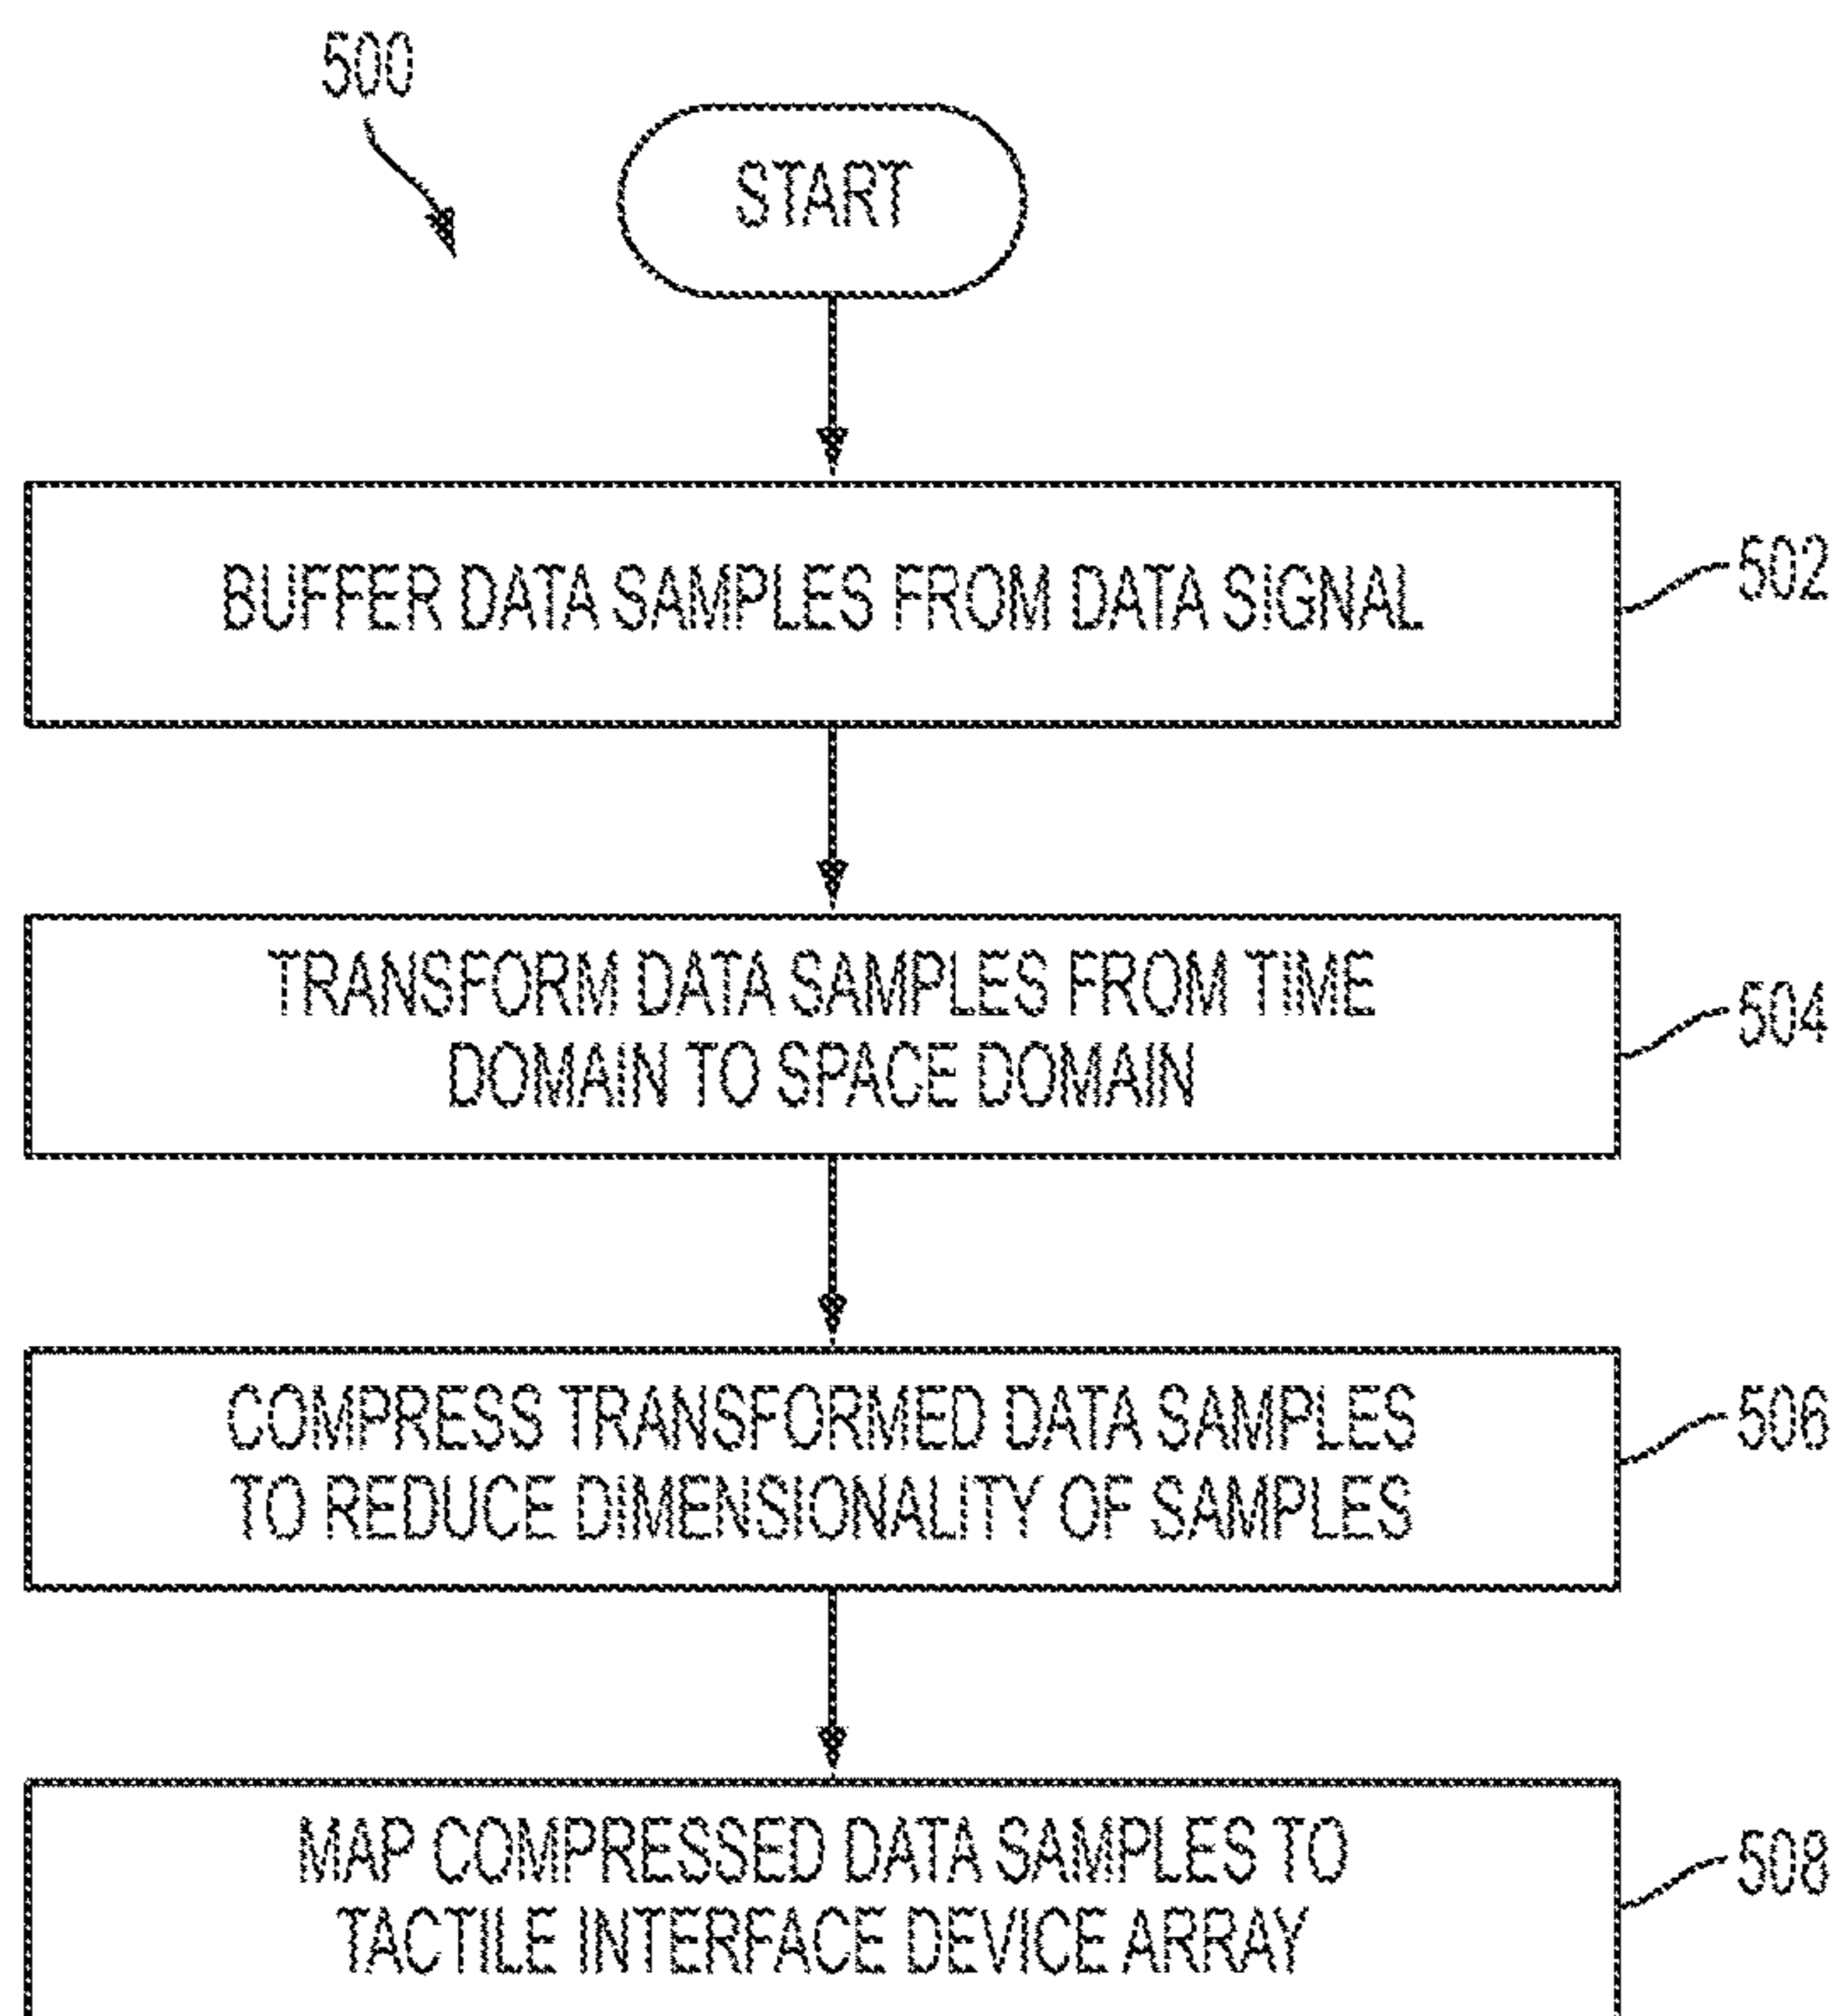 500
START
BUFFER DATA SAMPLES FROM DATA SIGNAL
502
TRANSFORM DATA SAMPLES FROM TIME
DOMAIN TO SPACE DOMAIN
504
COMPRESS TRANSFORMED DATA SAMPLES
TO REDUCE DIMENSIONALITY OF SAMPLES
506
MAP COMPRESSED DATA SAMPLES TO
TACTILE INTERFACE DEVICE ARRAY
508